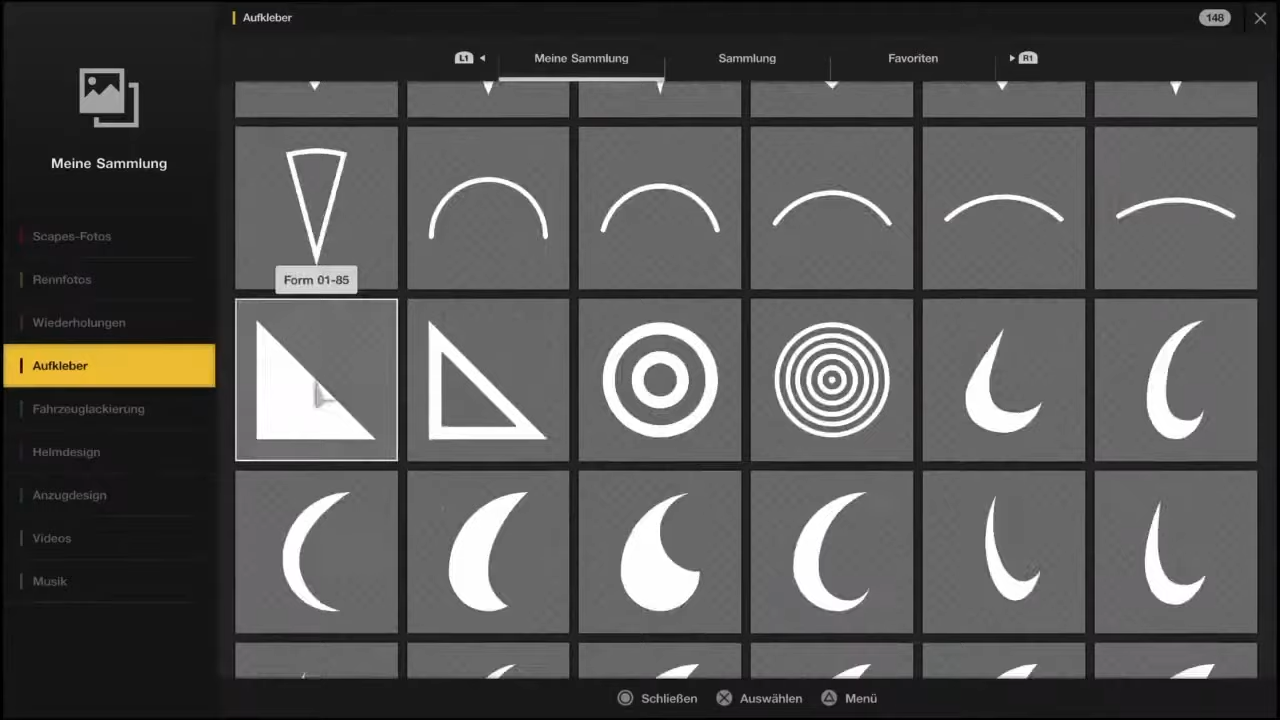 Aufkleber
148
L1
Meine Sammlung
Sammlung
Favoriten
R1
Meine Sammlung
Scapes-Fotos
Rennfotos
Wiederholungen
Aufkleber
Fahrzeuglackierung
Helmdesign
Anzugdesign
Videos
Musik
Form 01-85
Schließen
Auswählen
Menü